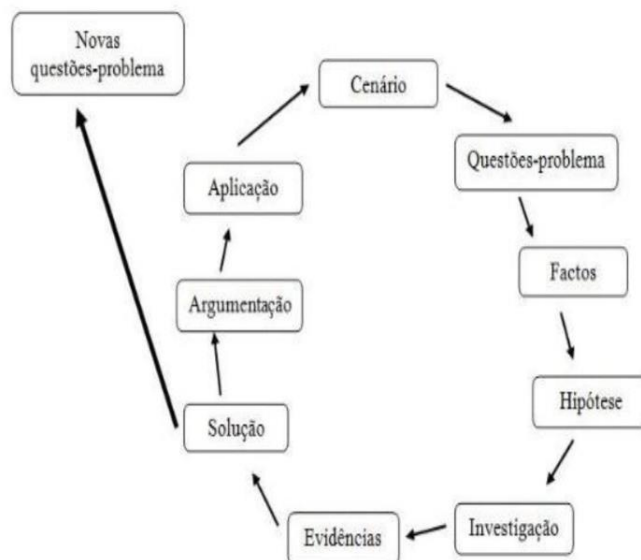 Novas
questões-problema
Cenário
Questões-problema
Factos
Hipótese
Investigação
Evidências
Solução
Argumentação
Aplicação